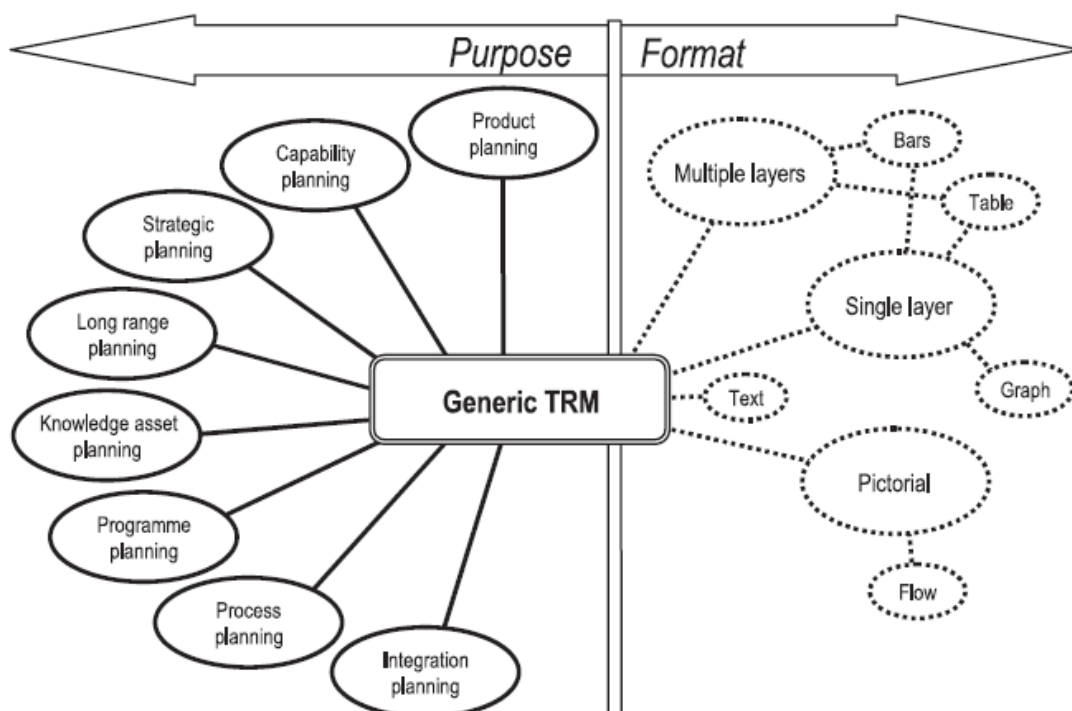 Purpose
Format
Product
planning
Capability
planning
Strategic
planning
Long range
planning
Knowledge asset
planning
Programme
planning
Process
planning
Integration
planning
Generic TRM
Multiple layers
Bars
Table
Single layer
Graph
Text
Pictorial
Flow